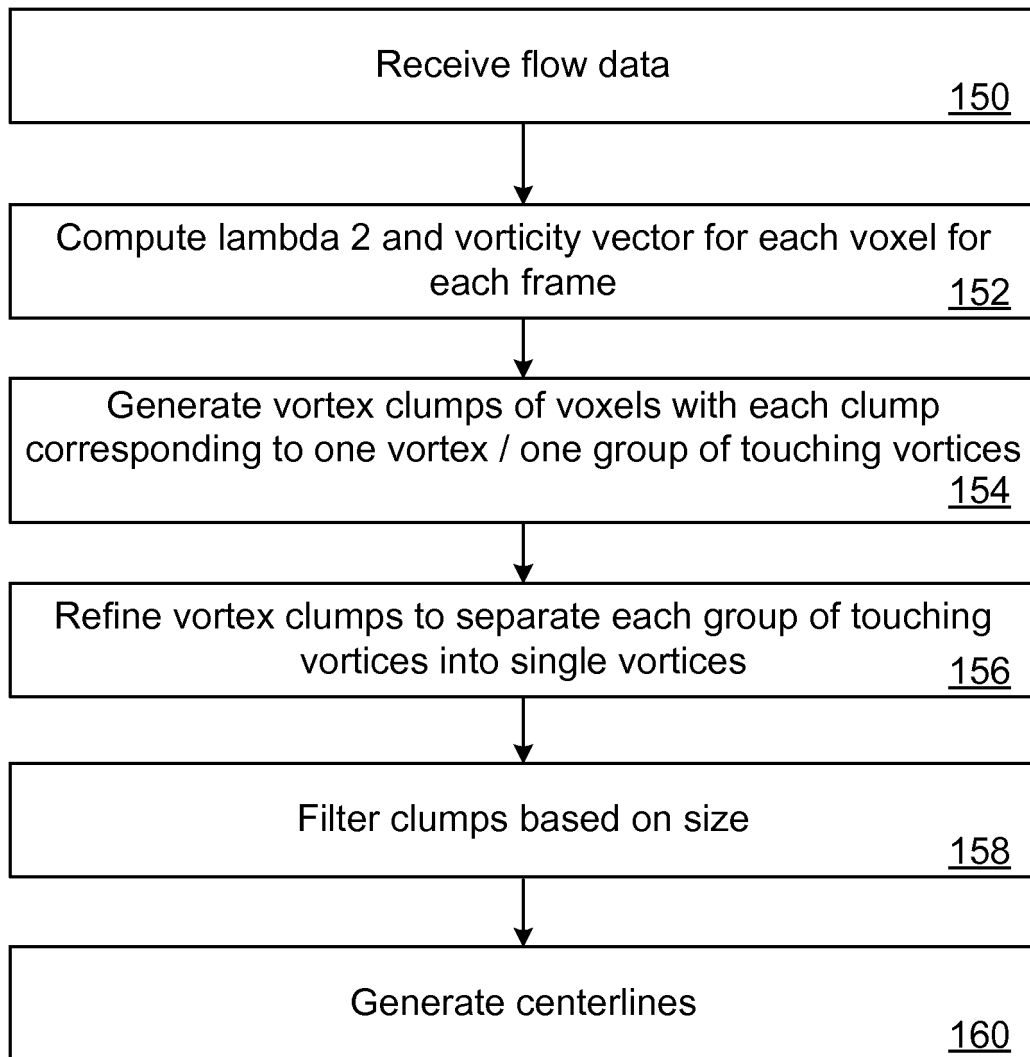 Receive flow data
150
Compute lambda 2 and vorticity vector for each voxel for
each frame
152
Generate vortex clumps of voxels with each clump
corresponding to one vortex / one group of touching vortices
154
Refine vortex clumps to separate each group of touching
vortices into single vortices
156
Filter clumps based on size
158
Generate centerlines
160